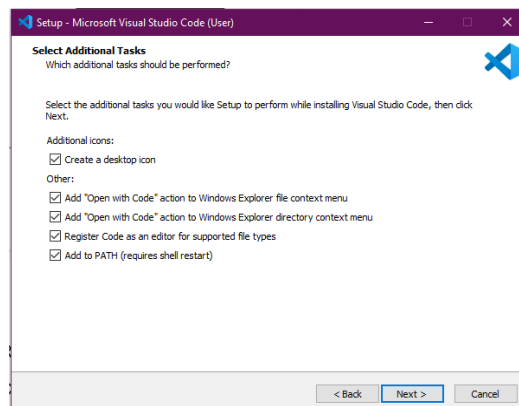 Setup - Microsoft Visual Studio Code (User)
Select Additional Tasks
Which additional tasks should be performed?
Select the additional tasks you would like Setup to perform while installing Visual Studio Code, then click
Next.
Additional icons:
Create a desktop icon
Other:
Add "Open with Code" action to Windows Explorer file context menu
Add "Open with Code" action to Windows Explorer directory context menu
Register Code as an editor for supported file types
Add to PATH (requires shell restart)
< Back Next > Cancel